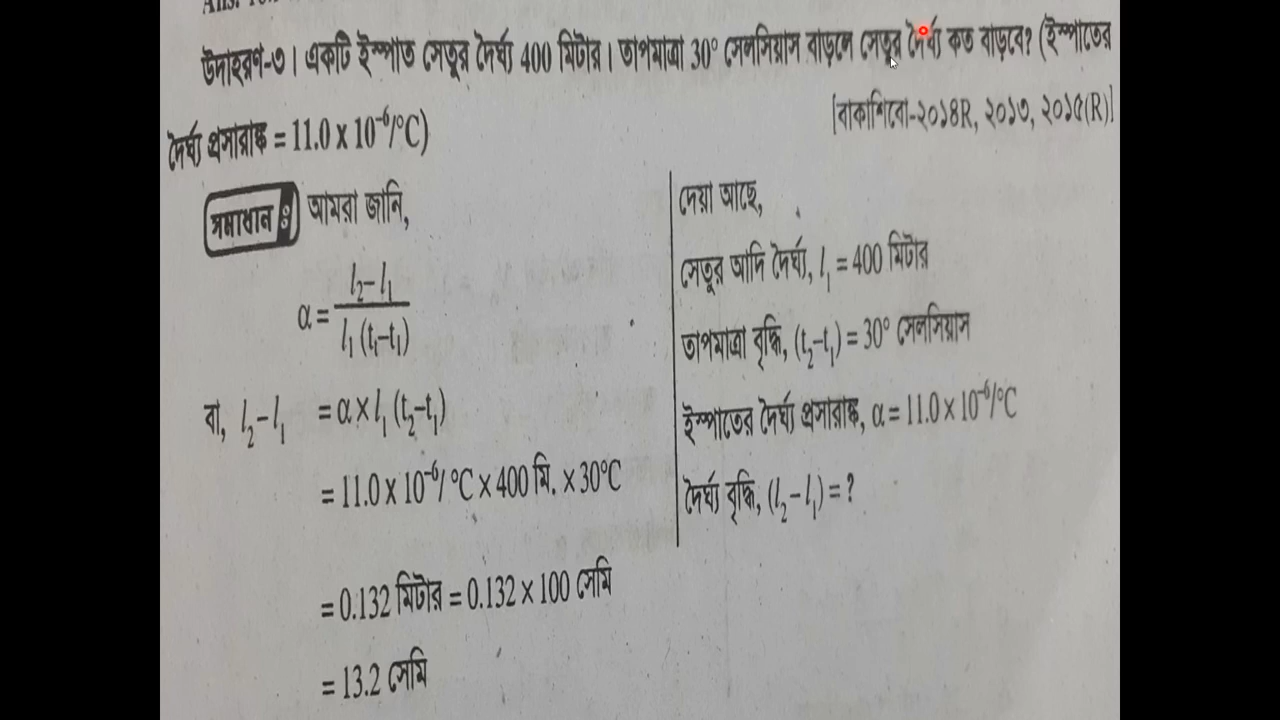 উদাহরণ-৩। একটি ইস্পাত সেতুর দৈর্ঘ্য 400 মিটার। তাপমাত্রা 30° সেলসিয়াস বাড়লে সেতুর দৈর্ঘ্য কত বাড়বে? (ইস্পাতের
দৈর্ঘ্য প্রসারাঙ্ক = 11.0 x 10⁻⁶/°C)
[বাকাশিবো-২০১৪R, ২০১৩, ২০১৫(R)]
সমাধান ঃ আমরা জানি,
α = (l₂–l₁) / (l₁ (t₁–t₁))
বা, l₂ – l₁ = α x l₁ (t₂–t₁)
= 11.0 x 10⁻⁶/°C x 400 মি. x 30°C
= 0.132 মিটার = 0.132 x 100 সেমি
= 13.2 সেমি
দেয়া আছে,
সেতুর আদি দৈর্ঘ্য, l₁ = 400 মিটার
তাপমাত্রা বৃদ্ধি, (t₂–t₁) = 30° সেলসিয়াস
ইস্পাতের দৈর্ঘ্য প্রসারাঙ্ক, α = 11.0 x 10⁻⁶/°C
দৈর্ঘ্য বৃদ্ধি, (l₂ – l₁) = ?